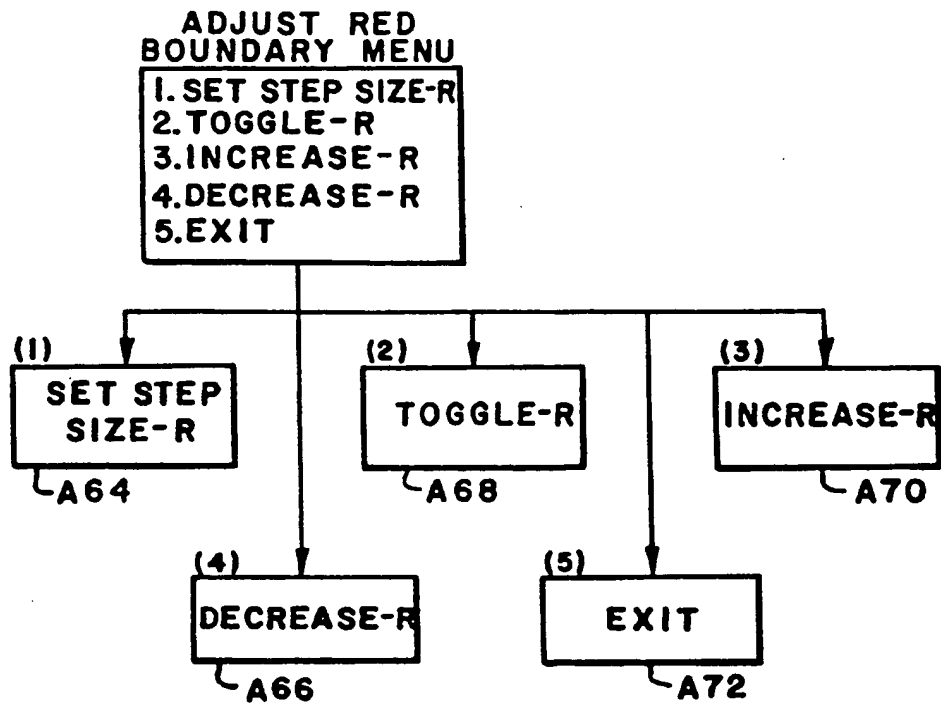 ADJUST RED
BOUNDARY MENU
1. SET STEP SIZE-R
2. TOGGLE-R
3. INCREASE-R
4. DECREASE-R
5. EXIT
(1)
SET STEP
SIZE-R
A64
(2)
TOGGLE-R
A68
(3)
INCREASE-R
A70
(4)
DECREASE-R
A66
(5)
EXIT
A72